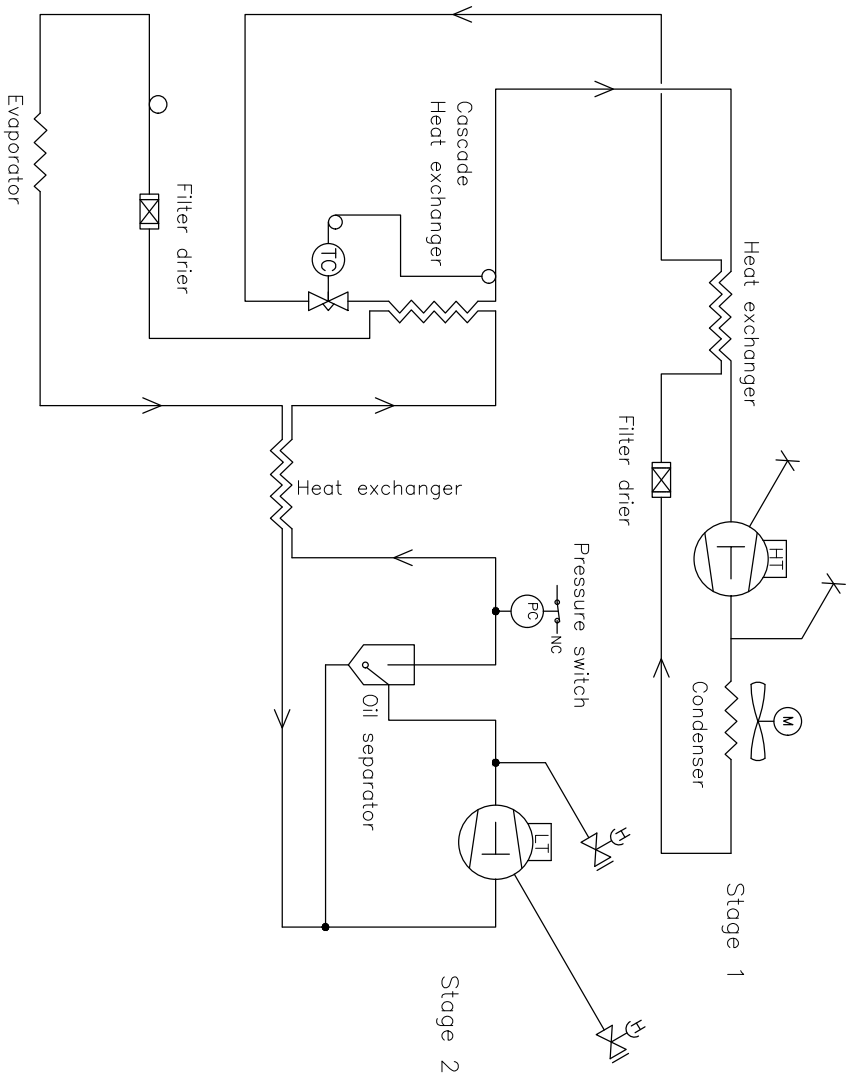 Stage 1
Condenser
M
HT
Heat exchanger
Filter drier
Stage 2
LT
H
H
Pressure switch
PC
NC
Oil separator
Heat exchanger
Cascade
Heat exchanger
TC
Filter drier
Evaporator